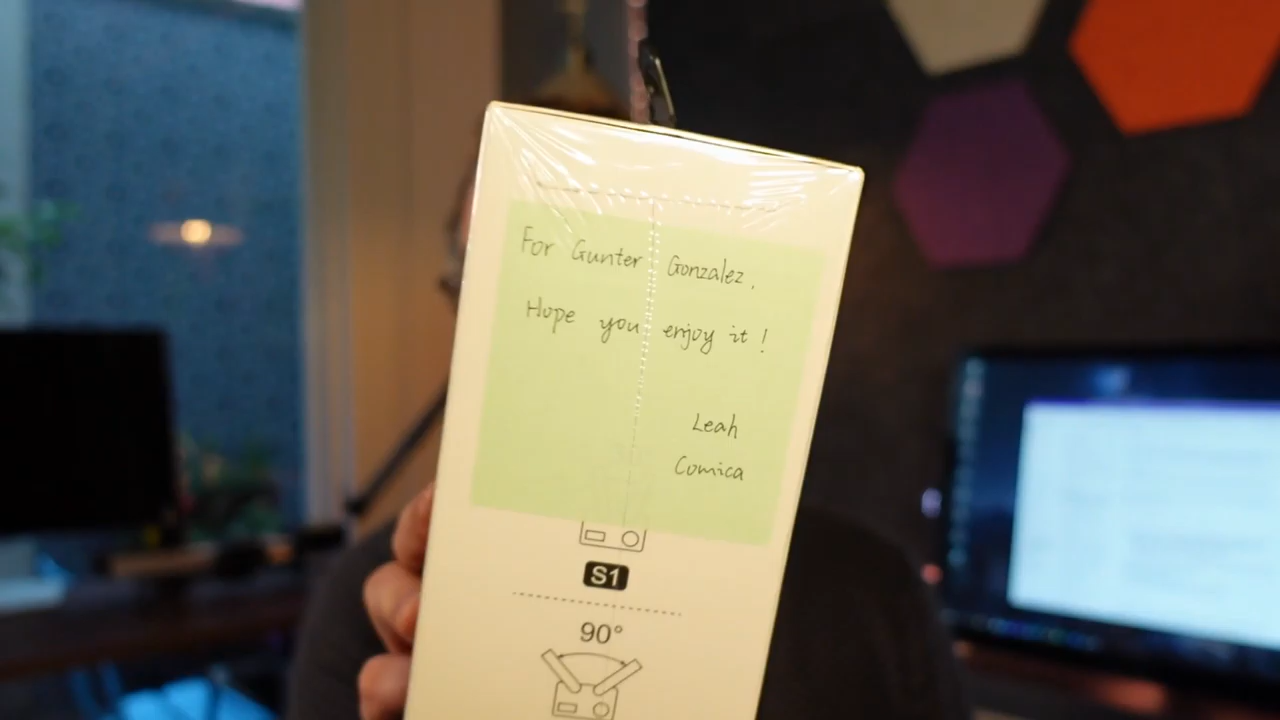 For Gunter Gonzalez,
Hope you enjoy it !
Leah
Comica
S1
90°